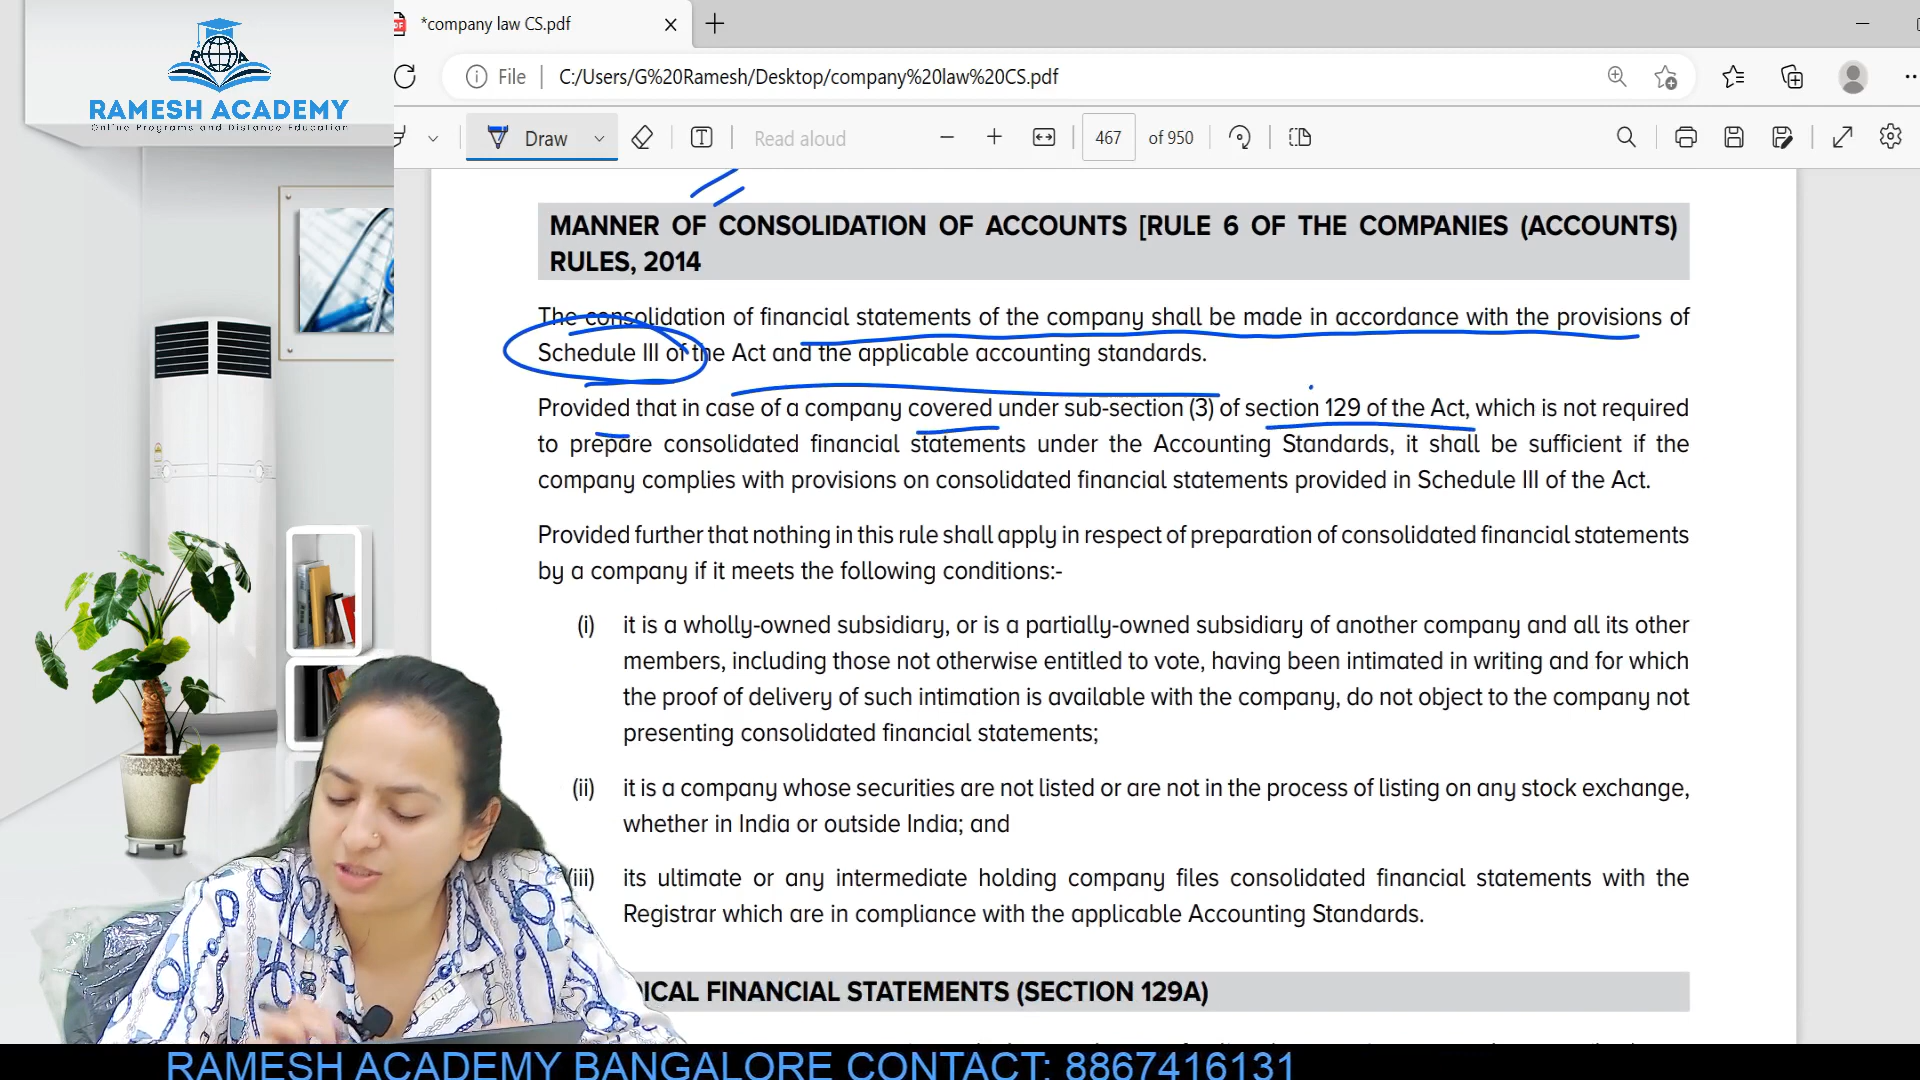 *company law CS.pdf
RAMESH ACADEMY
Online Programs and Distance Education
File
C:/Users/G%20Ramesh/Desktop/company%20law%20CS.pdf
Draw
Read aloud
467
of 950
MANNER OF CONSOLIDATION OF ACCOUNTS [RULE 6 OF THE COMPANIES (ACCOUNTS)
RULES, 2014
The consolidation of financial statements of the company shall be made in accordance with the provisions of
Schedule III of the Act and the applicable accounting standards.
Provided that in case of a company covered under sub-section (3) of section 129 of the Act, which is not required
to prepare consolidated financial statements under the Accounting Standards, it shall be sufficient if the
company complies with provisions on consolidated financial statements provided in Schedule III of the Act.
Provided further that nothing in this rule shall apply in respect of preparation of consolidated financial statements
by a company if it meets the following conditions:-
(i) it is a wholly-owned subsidiary, or is a partially-owned subsidiary of another company and all its other
members, including those not otherwise entitled to vote, having been intimated in writing and for which
the proof of delivery of such intimation is available with the company, do not object to the company not
presenting consolidated financial statements;
(ii) it is a company whose securities are not listed or are not in the process of listing on any stock exchange,
whether in India or outside India; and
(iii) its ultimate or any intermediate holding company files consolidated financial statements with the
Registrar which are in compliance with the applicable Accounting Standards.
ICAL FINANCIAL STATEMENTS (SECTION 129A)
RAMESH ACADEMY BANGALORE CONTACT: 8867416131